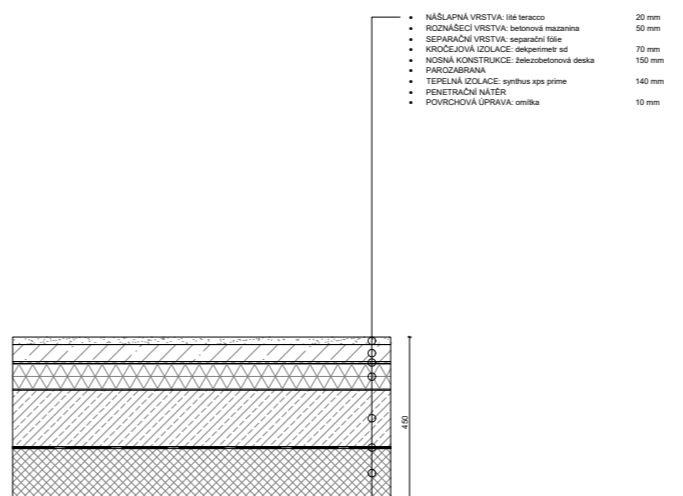 • NÁŠLAPNÁ VRSTVA: lité teracco 20 mm
• ROZNÁŠECÍ VRSTVA: betonová mazanina 50 mm
• SEPARAČNÍ VRSTVA: separační fólie
• KROČEJOVÁ IZOLACE: dekperimetr sd 70 mm
• NOSNÁ KONSTRUKCE: železobetonová deska 150 mm
• PAROZABRANA
• TEPELNÁ IZOLACE: synthus xps prime 140 mm
• PENETRAČNÍ NÁTĚR
• POVRCHOVÁ ÚPRAVA: omítka 10 mm
450